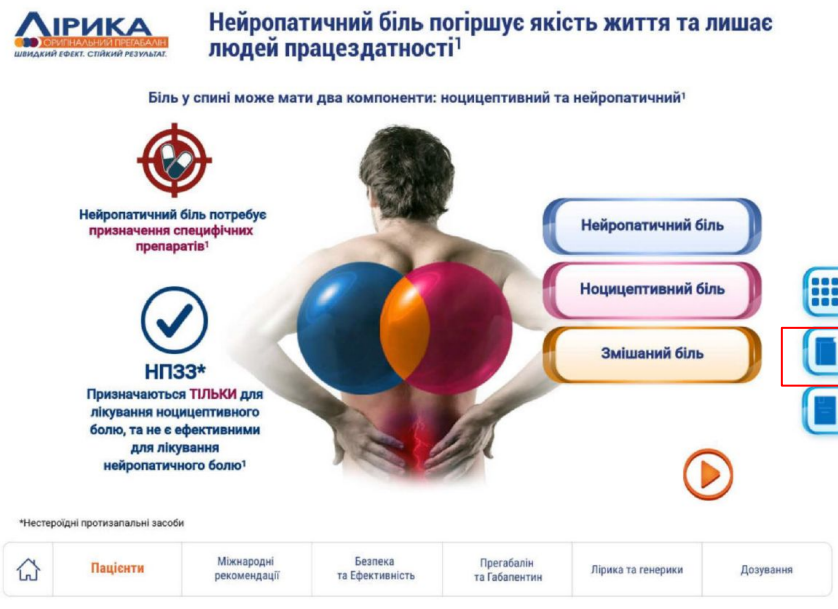 ЛІРИКА
ОРИГІНАЛЬНИЙ ПРЕГАБАЛІН
ШВИДКИЙ ЕФЕКТ. СТІЙКИЙ РЕЗУЛЬТАТ.
Нейропатичний біль погіршує якість життя та лишає
людей працездатності¹
Біль у спині може мати два компоненти: ноцицептивний та нейропатичний¹
Нейропатичний біль потребує
призначення специфічних
препаратів¹
НПЗЗ*
Призначаються ТІЛЬКИ для
лікування ноцицептивного
болю, та не є ефективними
для лікування
нейропатичного болю¹
Нейропатичний біль
Ноцицептивний біль
Змішаний біль
*Нестероїдні протизапальні засоби
Пацієнти
Міжнародні
рекомендації
Безпека
та Ефективність
Прегабалін
та Габапентин
Лірика та генерики
Дозування